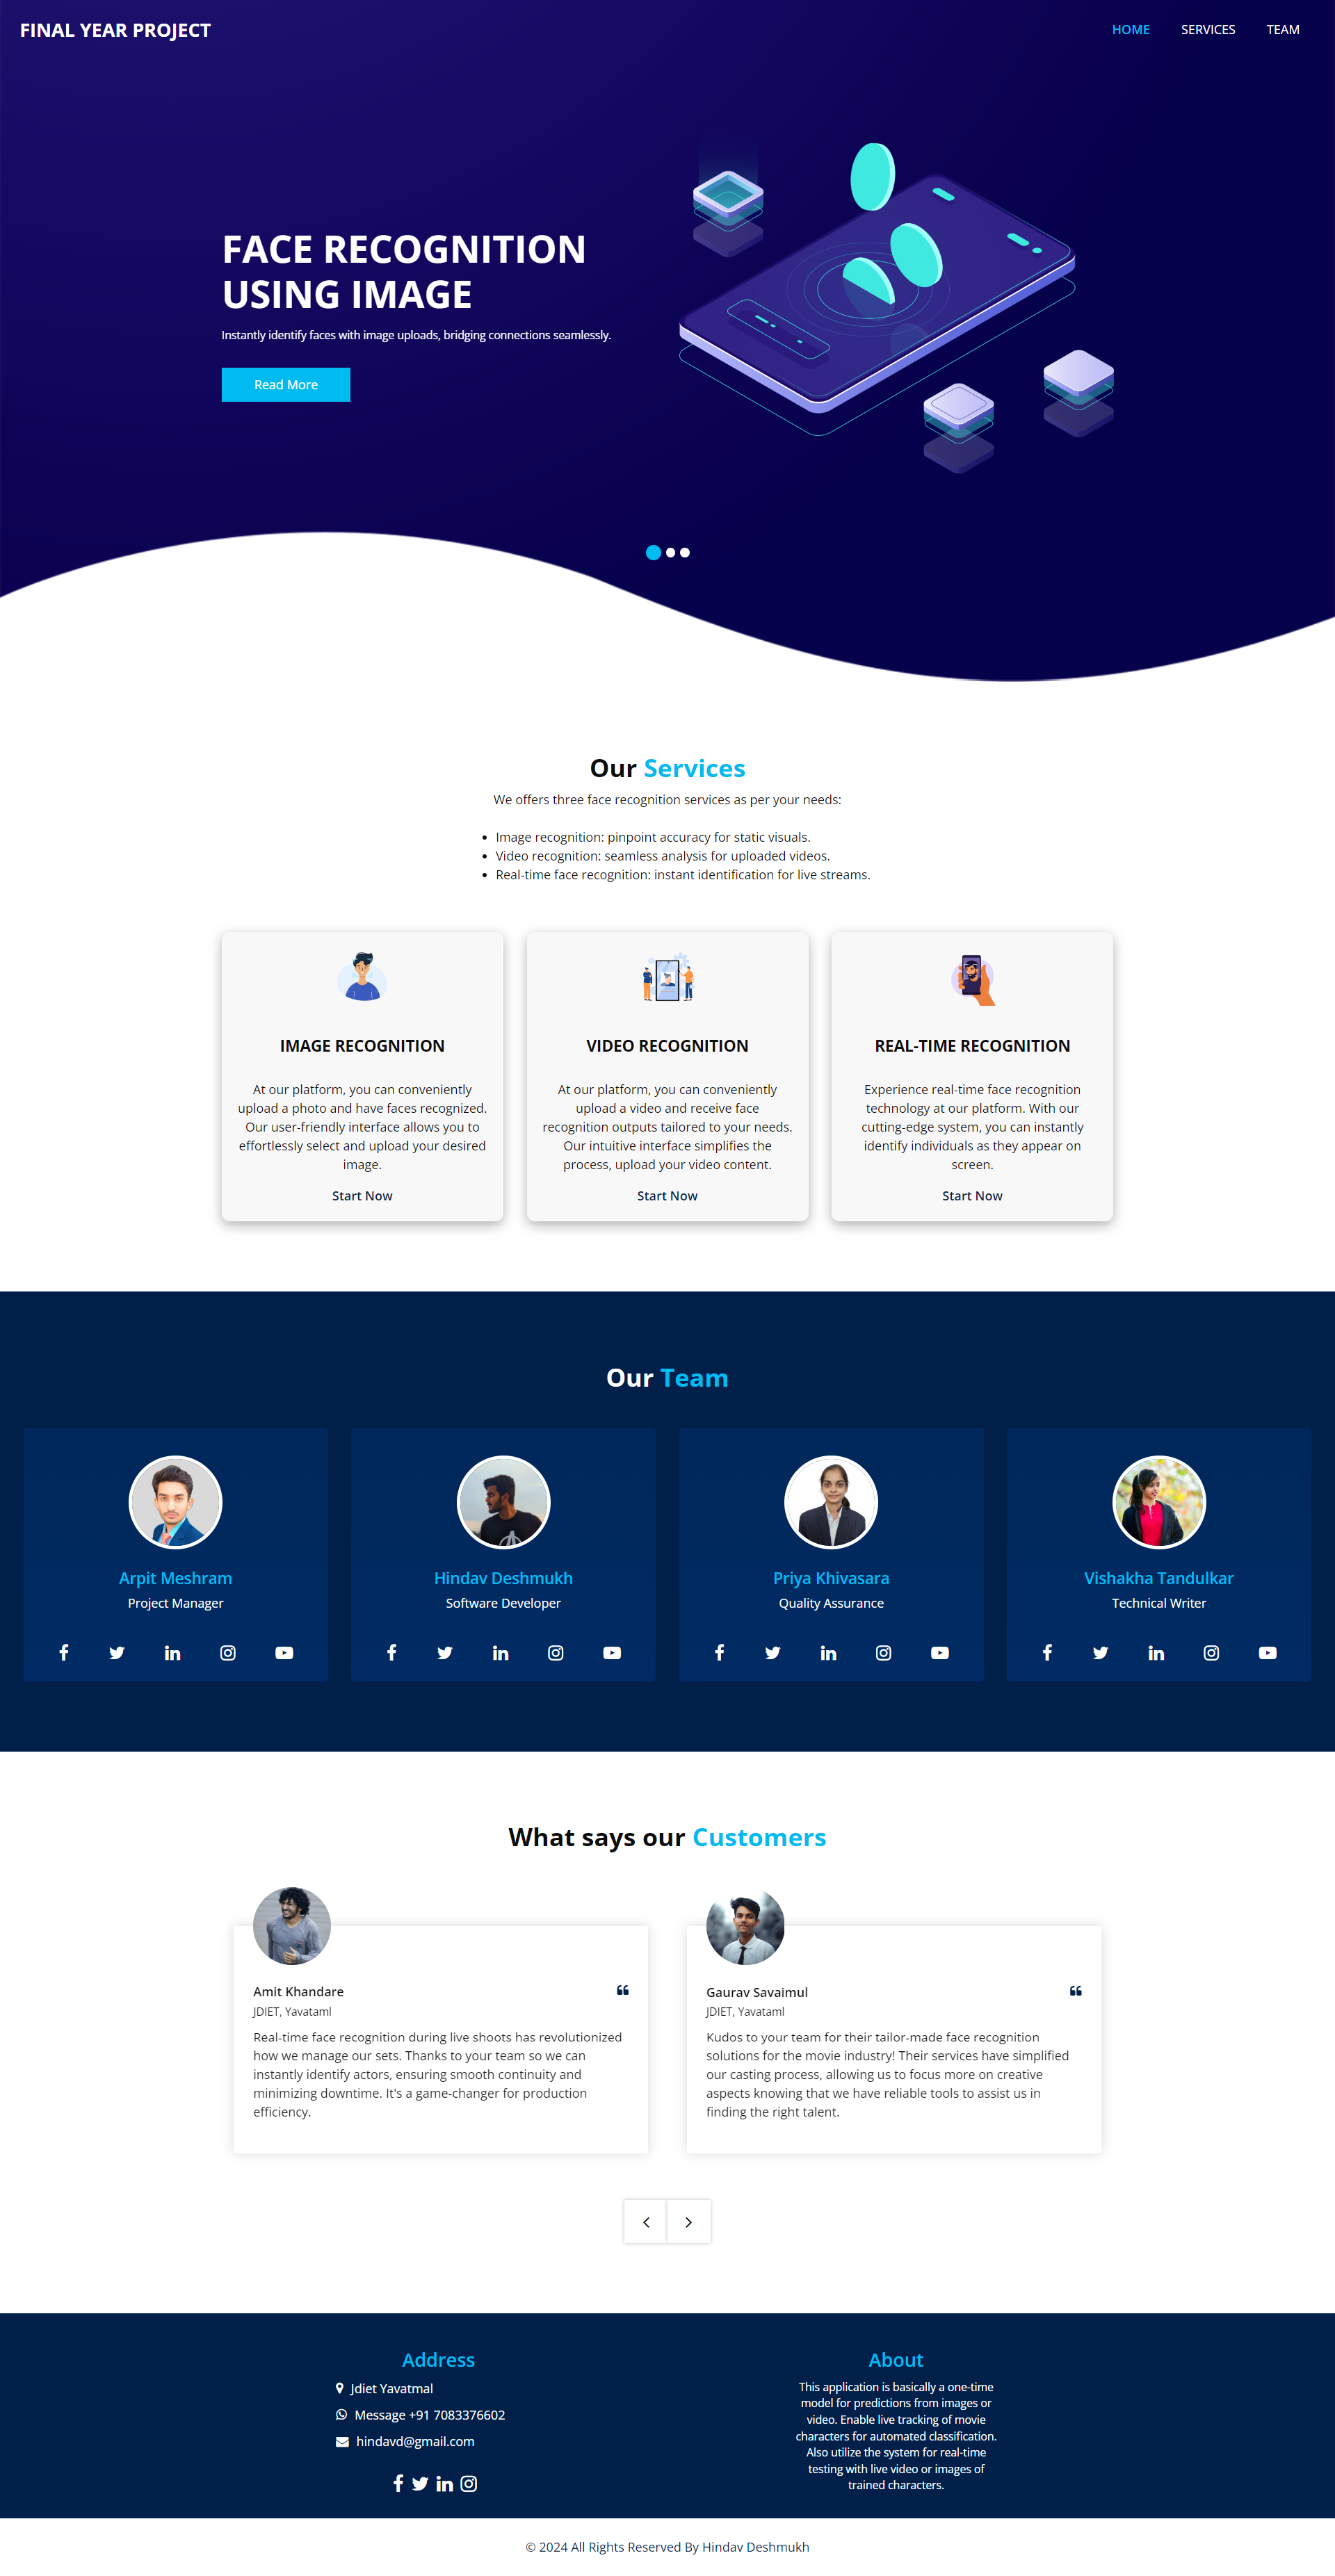 FINAL YEAR PROJECT
HOME SERVICES TEAM
FACE RECOGNITION
USING IMAGE
Instantly identify faces with image uploads, bridging connections seamlessly.
Read More
Our Services
We offers three face recognition services as per your needs:
Image recognition: pinpoint accuracy for static visuals.
Video recognition: seamless analysis for uploaded videos.
Real-time face recognition: instant identification for live streams.
IMAGE RECOGNITION
At our platform, you can conveniently
upload a photo and have faces recognized.
Our user-friendly interface allows you to
effortlessly select and upload your desired
image.
Start Now
VIDEO RECOGNITION
At our platform, you can conveniently
upload a video and receive face
recognition outputs tailored to your needs.
Our intuitive interface simplifies the
process, upload your video content.
Start Now
REAL-TIME RECOGNITION
Experience real-time face recognition
technology at our platform. With our
cutting-edge system, you can instantly
identify individuals as they appear on
screen.
Start Now
Our Team
Arpit Meshram
Project Manager
Hindav Deshmukh
Software Developer
Priya Khivasara
Quality Assurance
Vishakha Tandulkar
Technical Writer
What says our Customers
Amit Khandare
JDIET, Yavataml
Real-time face recognition during live shoots has revolutionized
how we manage our sets. Thanks to your team so we can
instantly identify actors, ensuring smooth continuity and
minimizing downtime. It's a game-changer for production
efficiency.
Gaurav Savaimul
JDIET, Yavataml
Kudos to your team for their tailor-made face recognition
solutions for the movie industry! Their services have simplified
our casting process, allowing us to focus more on creative
aspects knowing that we have reliable tools to assist us in
finding the right talent.
Address
Jdiet Yavatmal
Message +91 7083376602
hindavd@gmail.com
About
This application is basically a one-time
model for predictions from images or
video. Enable live tracking of movie
characters for automated classification.
Also utilize the system for real-time
testing with live video or images of
trained characters.
© 2024 All Rights Reserved By Hindav Deshmukh